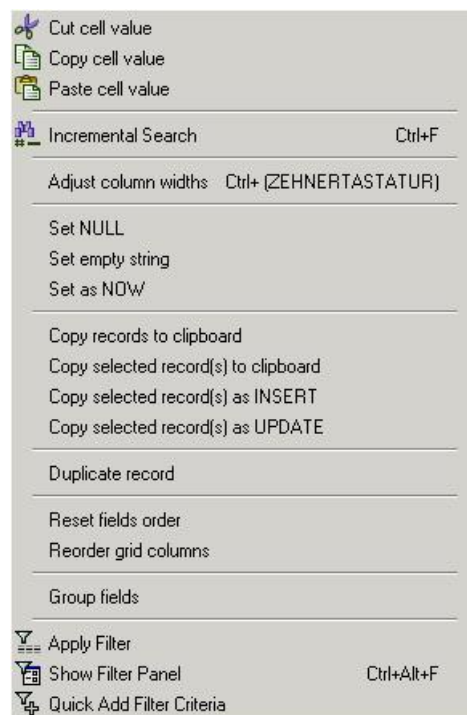 Cut cell value
Copy cell value
Paste cell value
Incremental Search Ctrl+F
Adjust column widths Ctrl+ (ZEHNERTASTATUR)
Set NULL
Set empty string
Set as NOW
Copy records to clipboard
Copy selected record(s) to clipboard
Copy selected record(s) as INSERT
Copy selected record(s) as UPDATE
Duplicate record
Reset fields order
Reorder grid columns
Group fields
Apply Filter
Show Filter Panel Ctrl+Alt+F
Quick Add Filter Criteria